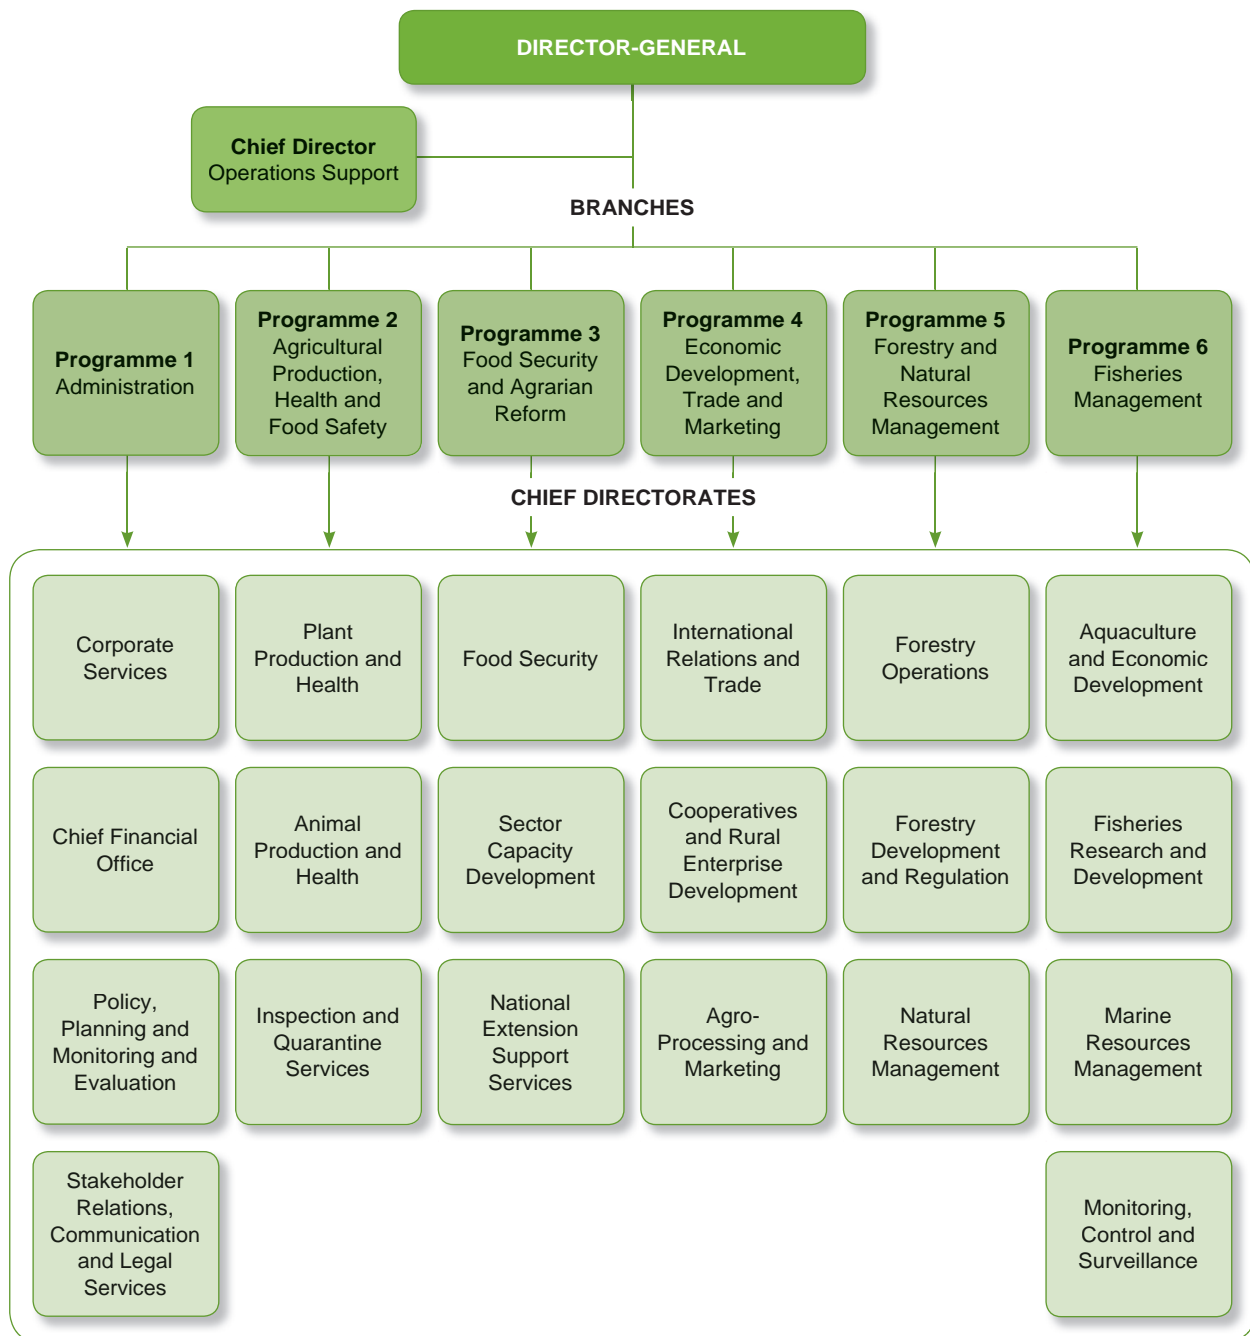 DIRECTOR-GENERAL
Chief Director
Operations Support
BRANCHES
Programme 1
Administration
Programme 2
Agricultural
Production,
Health and
Food Safety
Programme 3
Food Security
and Agrarian
Reform
Programme 4
Economic
Development,
Trade and
Marketing
Programme 5
Forestry and
Natural
Resources
Management
Programme 6
Fisheries
Management
CHIEF DIRECTORATES
Corporate
Services
Plant
Production and
Health
Food Security
International
Relations and
Trade
Forestry
Operations
Aquaculture
and Economic
Development
Chief Financial
Office
Animal
Production and
Health
Sector
Capacity
Development
Cooperatives
and Rural
Enterprise
Development
Forestry
Development
and Regulation
Fisheries
Research and
Development
Policy,
Planning and
Monitoring and
Evaluation
Inspection and
Quarantine
Services
National
Extension
Support
Services
Agro-
Processing and
Marketing
Natural
Resources
Management
Marine
Resources
Management
Stakeholder
Relations,
Communication
and Legal
Services
Monitoring,
Control and
Surveillance